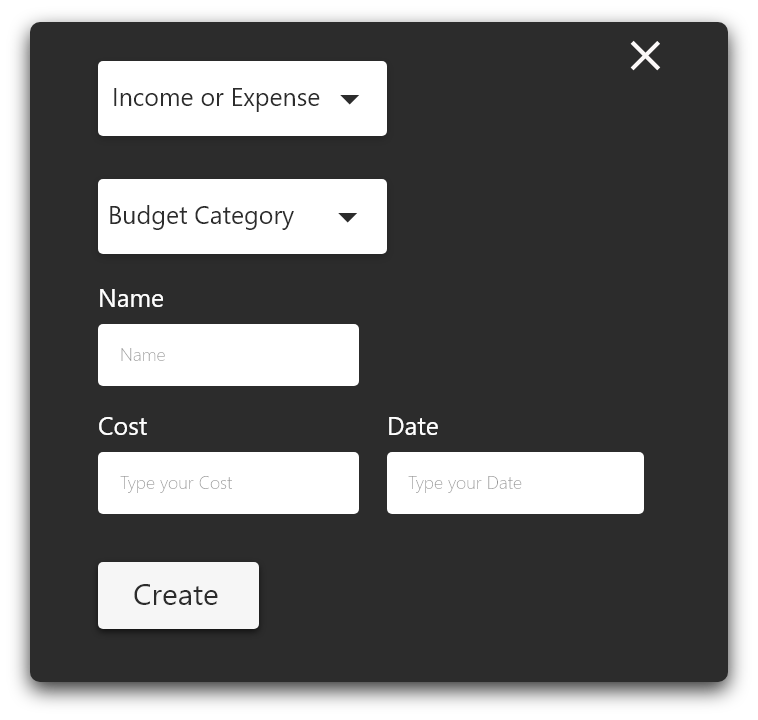 Income or Expense
Budget Category
Name
Name
Cost
Date
Type your Cost
Type your Date
Create